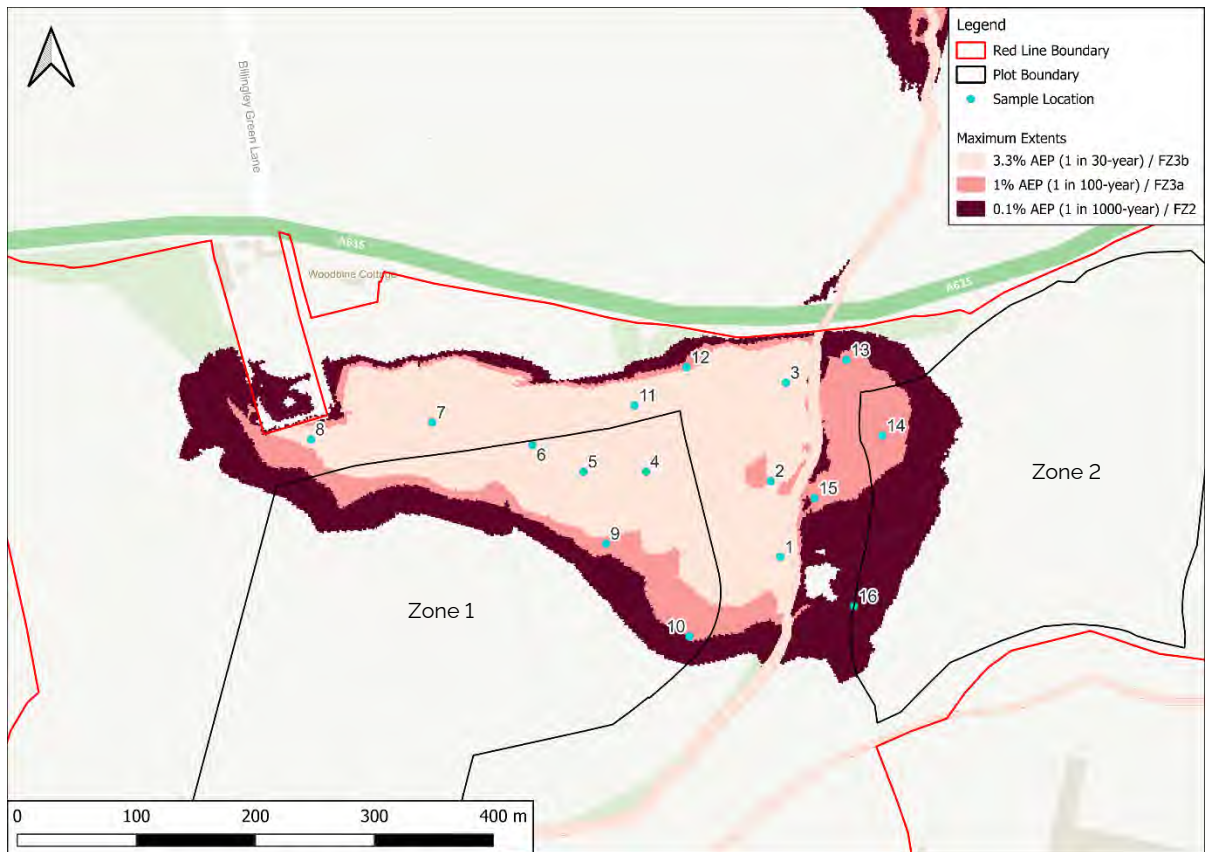 Legend
Red Line Boundary
Plot Boundary
Sample Location
Maximum Extents
3.3% AEP (1 in 30-year) / FZ3b
1% AEP (1 in 100-year) / FZ3a
0.1% AEP (1 in 1000-year) / FZ2
Billingley Green Lane
A635
Woodbine Cottage
A635
12
13
3
11
7
8
14
6
5
4
2
15
Zone 2
9
1
Zone 1
16
10
0 100 200 300 400 m